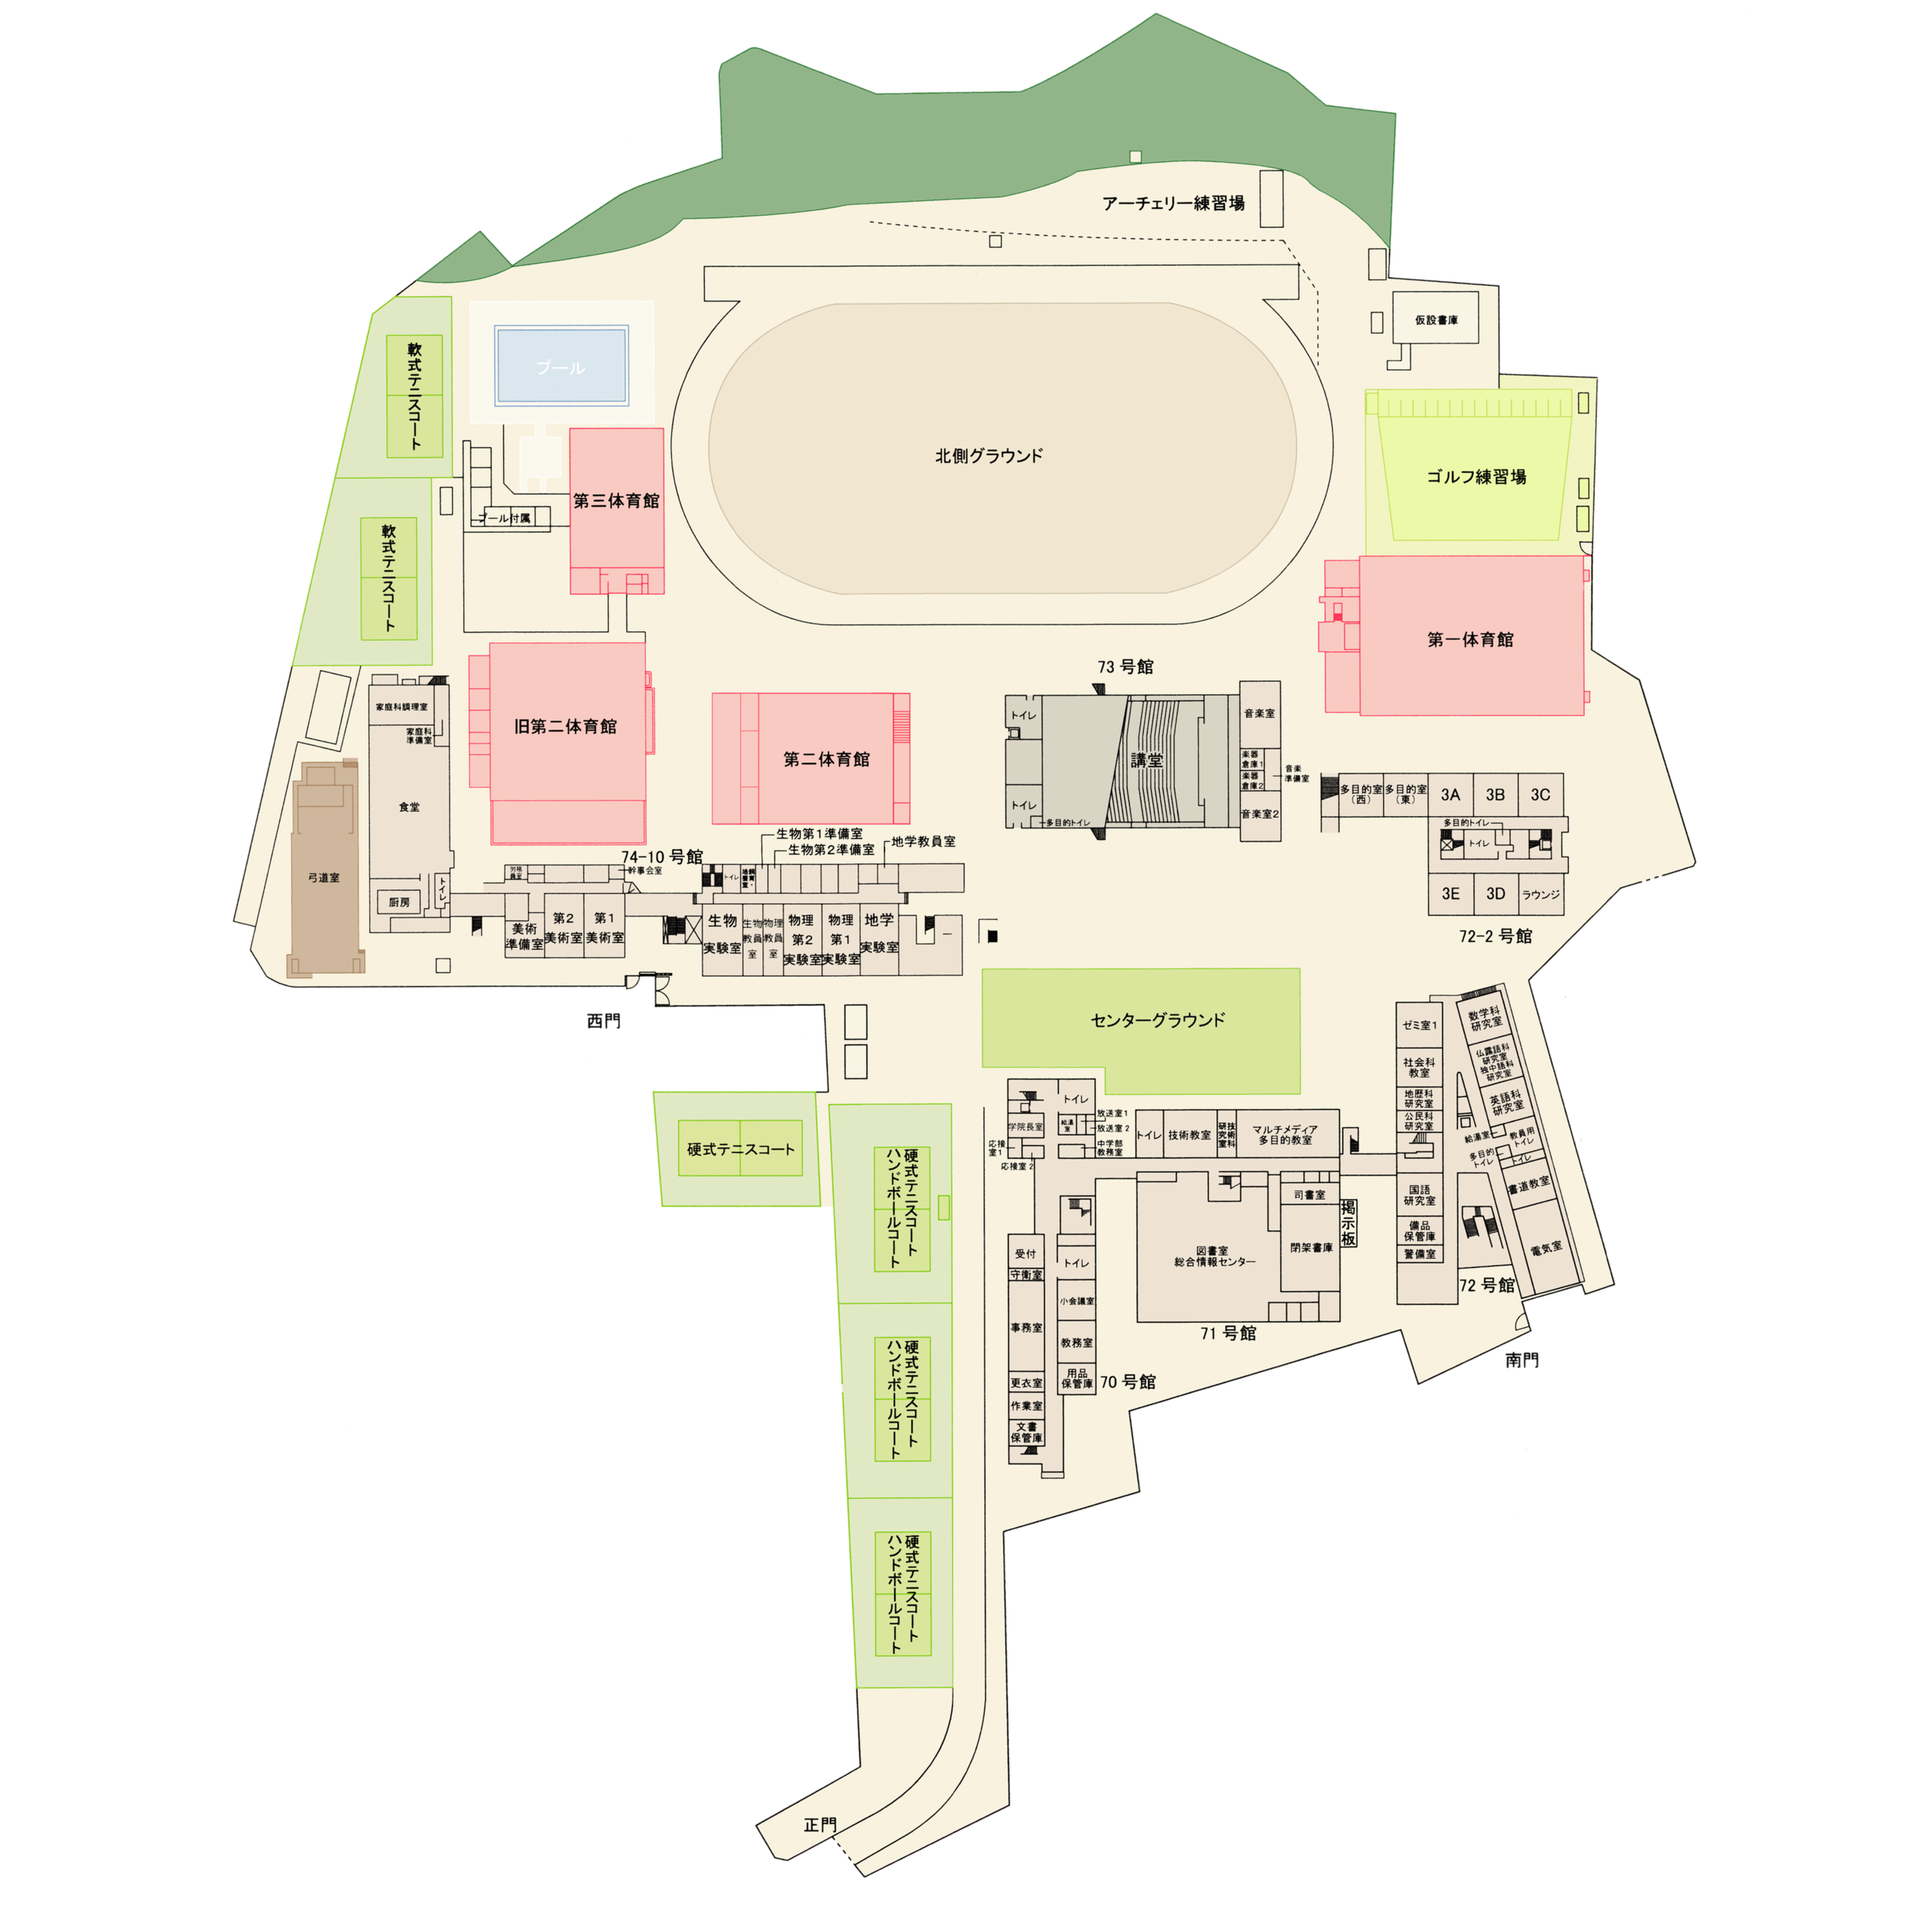 アーチェリー練習場
仮設書庫
軟式テニスコート
プール
北側グラウンド
ゴルフ練習場
第三体育館
プール付属
軟式テニスコート
第一体育館
73 号館
家庭科調理室
家庭科
準備室
旧第二体育館
第二体育館
トイレ
講堂
音楽室
楽器
倉庫1
楽器
倉庫2
音楽
準備室
トイレ
多目的トイレ
音楽室2
多目的室
(西)
多目的室
(東)
3A
3B
3C
多目的トイレ
トイレ
3E
3D
ラウンジ
72-2 号館
食堂
弓道室
厨房
トイレ
74-10 号館
幹事会室
生物第1準備室
生物第2準備室
地学教員室
トイレ
美術
準備室
第2
美術室
第1
美術室
生物
実験室
生物
教員
室
物理
教員
室
物理
第2
実験室
物理
第1
実験室
地学
実験室
西門
センターグラウンド
ゼミ室1
社会科
教室
地歴科
研究室
公民科
研究室
国語
研究室
備品
保管庫
警備室
数学科
研究室
仏露語科
研究室
独中語科
研究室
英語科
研究室
給湯室
教員用
トイレ
多目的
トイレ
トイレ
書道教室
電気室
72 号館
南門
硬式テニスコート
硬式テニスコート
ハンドボールコート
硬式テニスコート
ハンドボールコート
硬式テニスコート
ハンドボールコート
トイレ
学院長室
給湯
室
放送室1
放送室2
中学部
教務室
応接
室1
応接室2
トイレ
技術教室
技術科
研究室
マルチメディア
多目的教室
司書室
掲示板
図書室
総合情報センター
閉架書庫
71 号館
受付
守衛室
事務室
更衣室
作業室
文書
保管庫
トイレ
小会議室
教務室
用品
保管庫
70 号館
正門